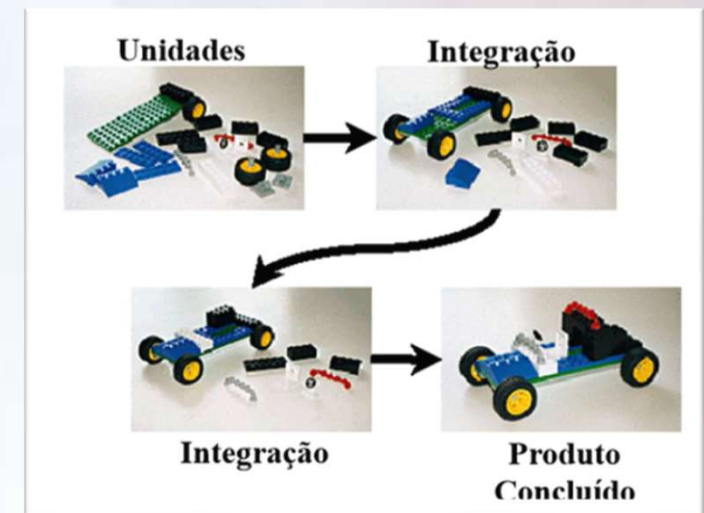 Unidades
Integração
Integração
Produto
Concluído